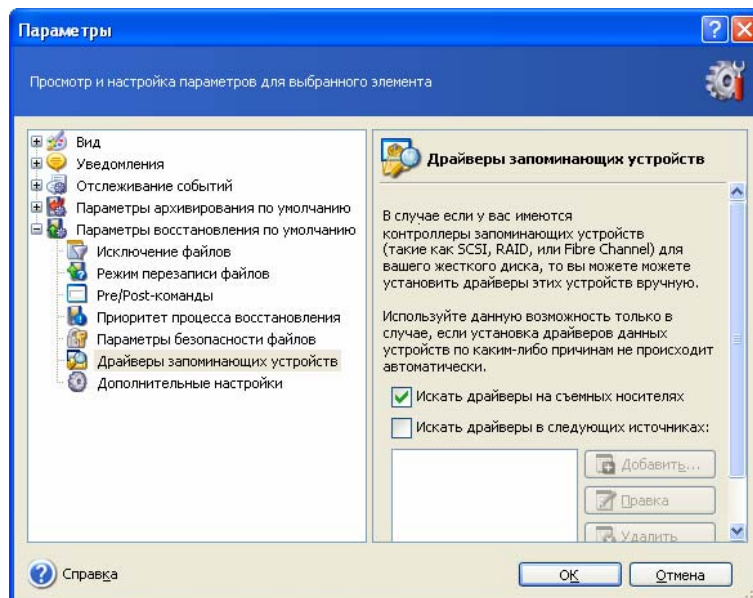 Параметры
Просмотр и настройка параметров для выбранного элемента
Вид
Уведомления
Отслеживание событий
Параметры архивирования по умолчанию
Параметры восстановления по умолчанию
Исключение файлов
Режим перезаписи файлов
Pre/Post-команды
Приоритет процесса восстановления
Параметры безопасности файлов
Драйверы запоминающих устройств
Дополнительные настройки
Драйверы запоминающих устройств
В случае если у вас имеются
контроллеры запоминающих устройств
(такие как SCSI, RAID, или Fibre Channel) для
вашего жесткого диска, то вы можете можете
установить драйверы этих устройств вручную.
Используйте данную возможность только в
случае, если установка драйверов данных
устройств по каким-либо причинам не происходит
автоматически.
Искать драйверы на съемных носителях
Искать драйверы в следующих источниках:
Добавить...
Правка
Удалить
Справка
ОК
Отмена